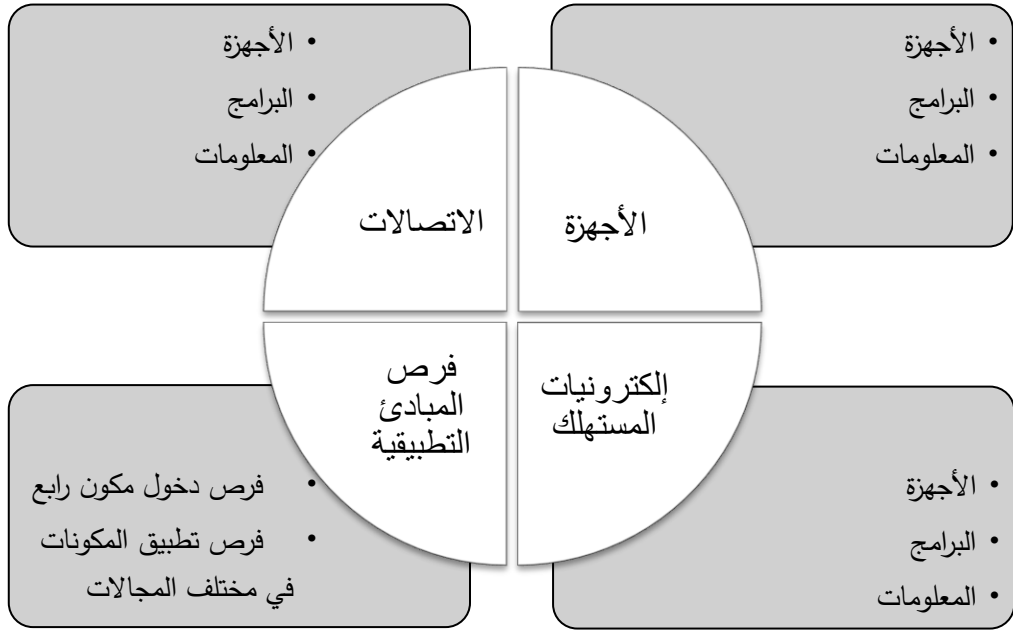 • الأجهزة
• البرامج
• المعلومات
الأجهزة
• الأجهزة
• البرامج
• المعلومات
الاتصالات
إلكترونيات
المستهلك
• الأجهزة
• البرامج
• المعلومات
فرص
المبادئ
التطبيقية
• فرص دخول مكون رابع
• فرص تطبيق المكونات
في مختلف المجالات